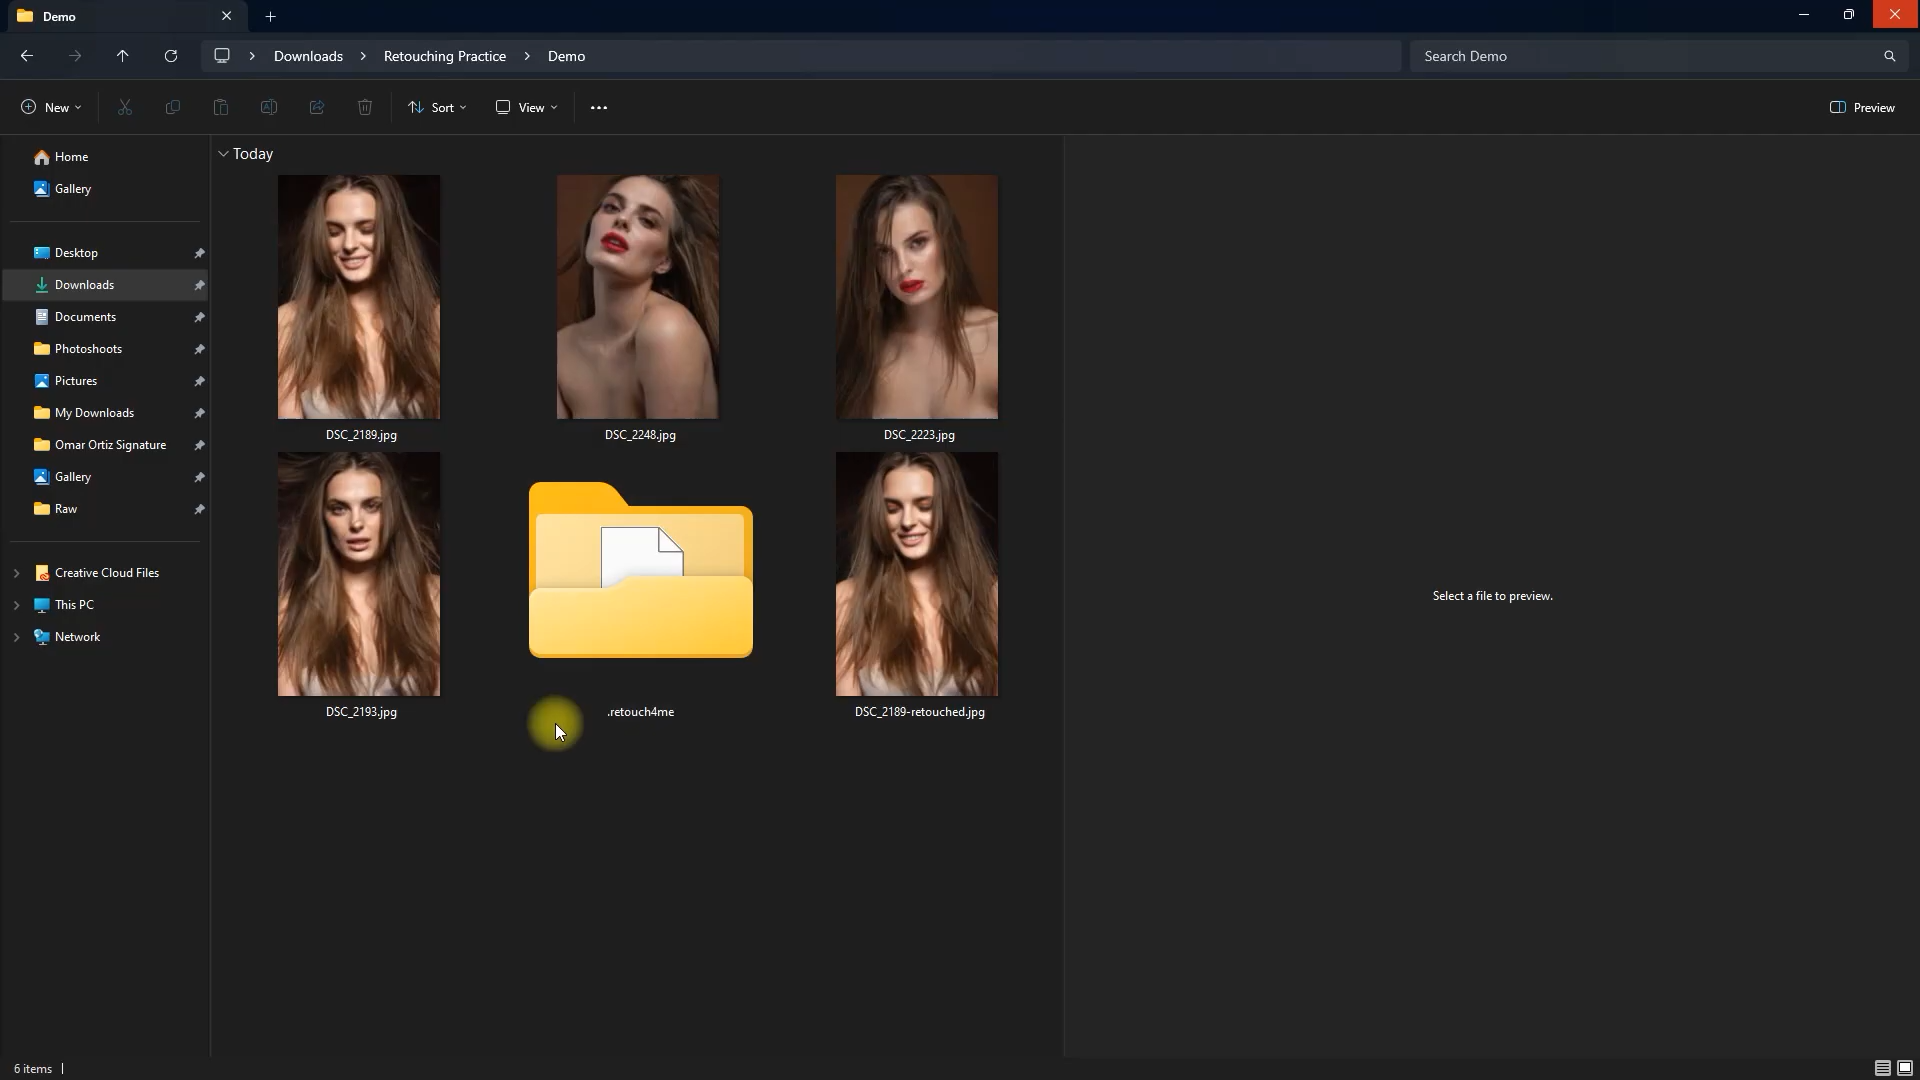 Demo
Downloads
Retouching Practice
Demo
Search Demo
New
Sort
View
Preview
Home
Gallery
Desktop
Downloads
Documents
Photoshoots
Pictures
My Downloads
Omar Ortiz Signature
Gallery
Raw
Creative Cloud Files
This PC
Network
Today
DSC_2189.jpg
DSC_2248.jpg
DSC_2223.jpg
DSC_2193.jpg
.retouch4me
DSC_2189-retouched.jpg
Select a file to preview.
6 items